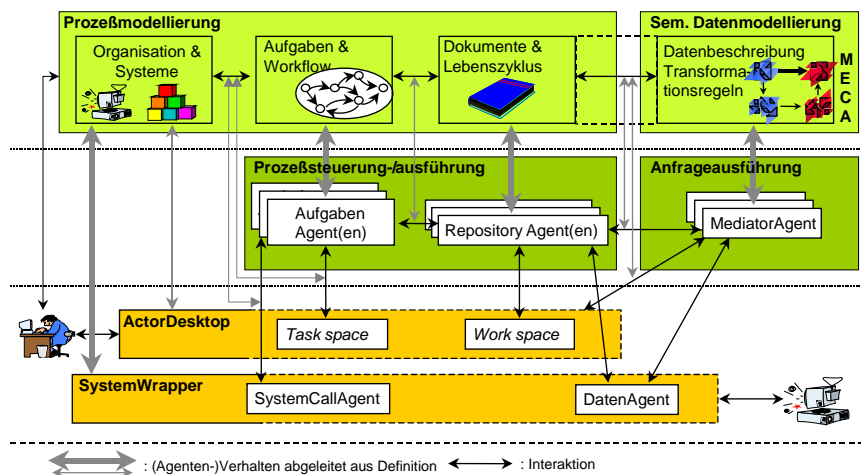 Prozeßmodellierung
Sem. Datenmodellierung
Organisation &
Systeme
Aufgaben &
Workflow
Dokumente &
Lebenszyklus
Datenbeschreibung
Transforma-
tionsregeln
M
E
C
A
Prozeßsteuerung-/ausführung
Anfrageausführung
Aufgaben
Agent(en)
Repository Agent(en)
MediatorAgent
ActorDesktop
Task space
Work space
SystemWrapper
SystemCallAgent
DatenAgent
: (Agenten-)Verhalten abgeleitet aus Definition
: Interaktion